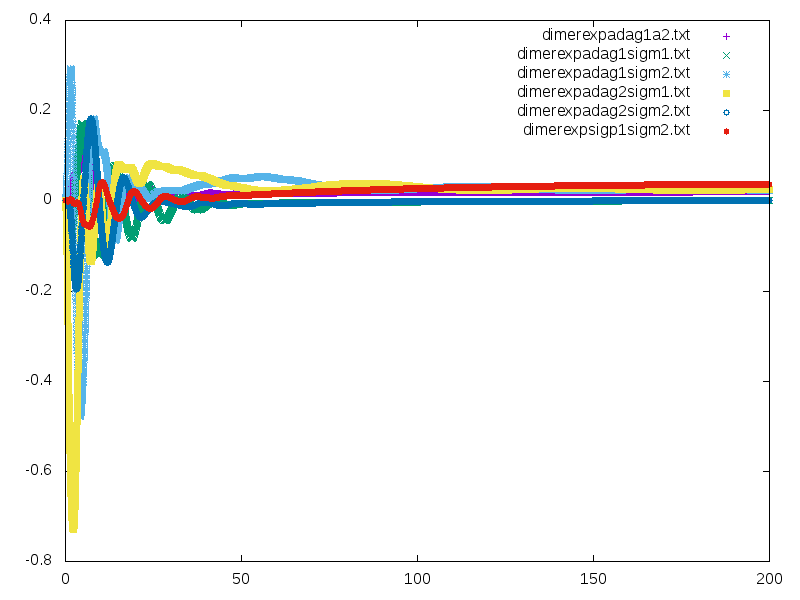 0.4
0.2
0
-0.2
-0.4
-0.6
-0.8
0
50
100
150
200
dimerexpadag1a2.txt
dimerexpadag1sigm1.txt
dimerexpadag1sigm2.txt
dimerexpadag2sigm1.txt
dimerexpadag2sigm2.txt
dimerexpsigp1sigm2.txt